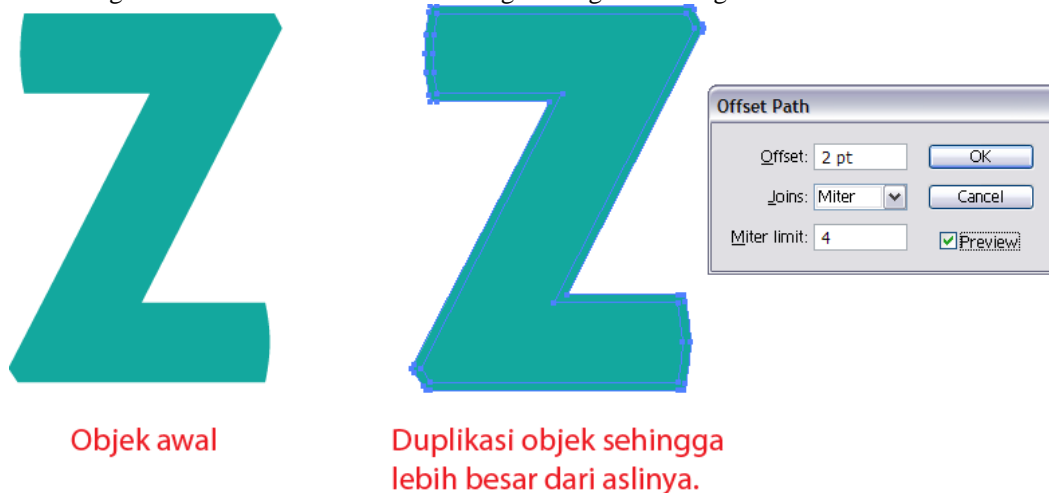 Z
Z
Offset Path
Offset: 2 pt
OK
Joins: Miter
Cancel
Miter limit: 4
Preview
Objek awal
Duplikasi objek sehingga
lebih besar dari aslinya.